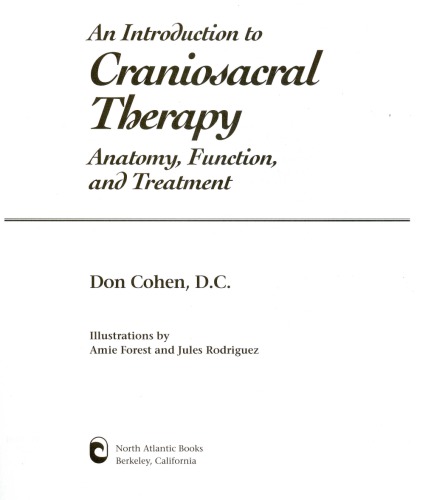 An Introduction to
Craniosacral
Therapy
Anatomy, Function,
and Treatment
Don Cohen, D.C.
Illustrations by
Amie Forest and Jules Rodriguez
North Atlantic Books
Berkeley, California